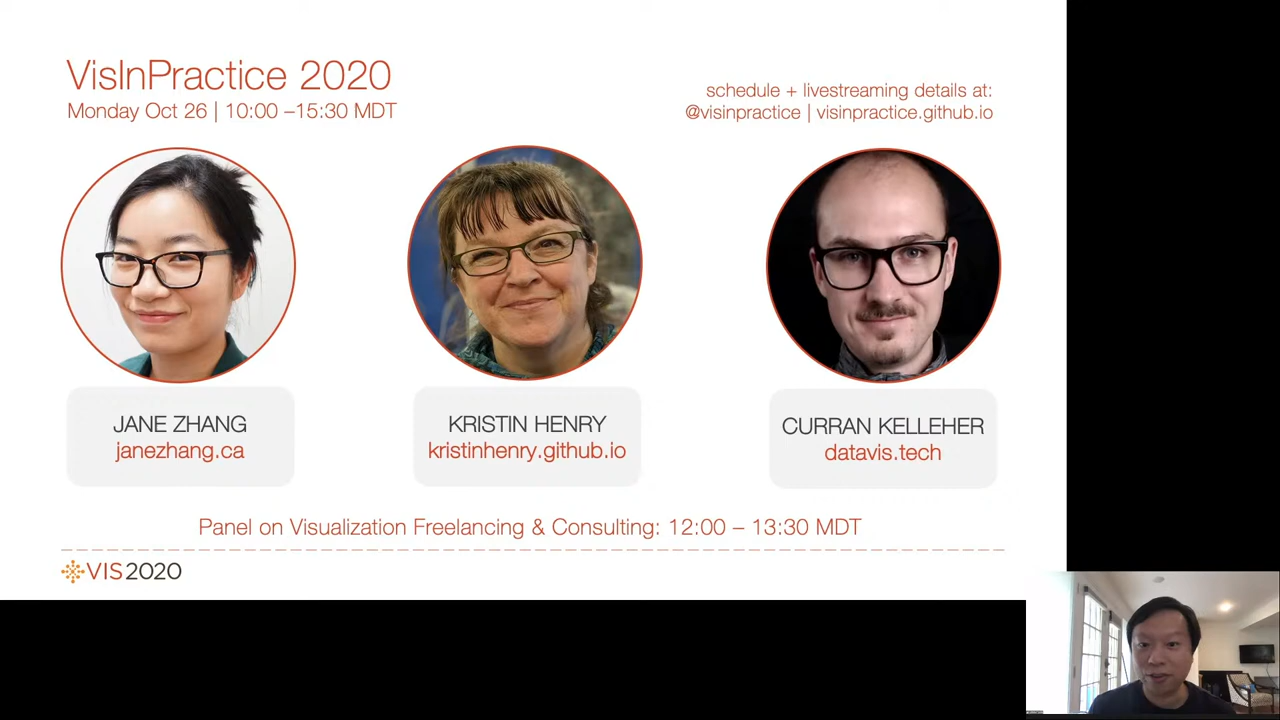 VisInPractice 2020
Monday Oct 26 | 10:00 –15:30 MDT
schedule + livestreaming details at:
@visinpractice | visinpractice.github.io
JANE ZHANG
janezhang.ca
KRISTIN HENRY
kristinhenry.github.io
CURRAN KELLEHER
datavis.tech
Panel on Visualization Freelancing & Consulting: 12:00 – 13:30 MDT
VIS2020